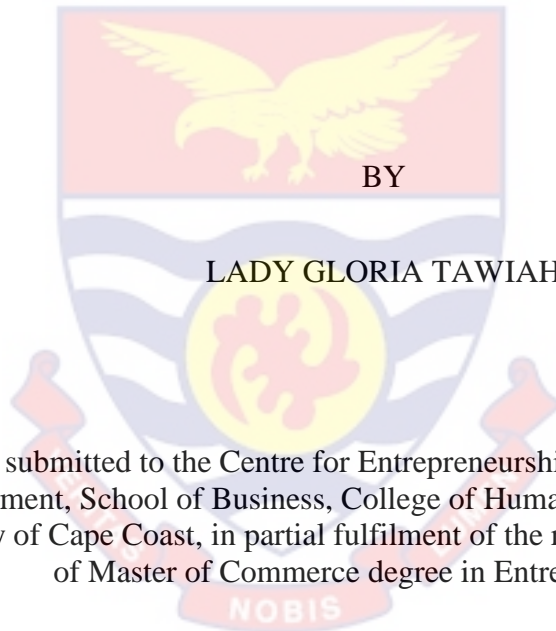 BY
LADY GLORIA TAWIAH
submitted to the Centre for Entrepreneurshi
ment, School of Business, College of Huma
y of Cape Coast, in partial fulfilment of the r
of Master of Commerce degree in Entre
NOBIS